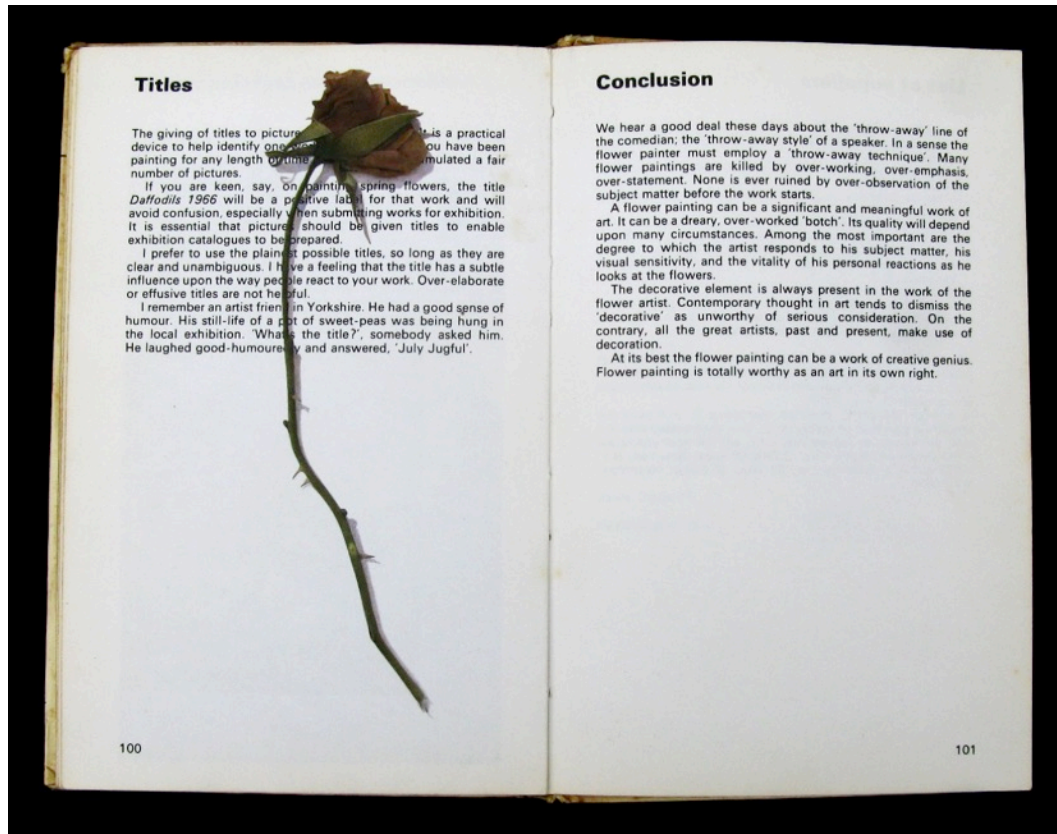 Titles
The giving of titles to picture is a practical
device to help identify one ou have been
painting for any length of time mulated a fair
number of pictures.
If you are keen, say, on painting spring flowers, the title
Daffodils 1966 will be a positive label for that work and will
avoid confusion, especially when submitting works for exhibition.
It is essential that pictures should be given titles to enable
exhibition catalogues to be prepared.
I prefer to use the plainest possible titles, so long as they are
clear and unambiguous. I have a feeling that the title has a subtle
influence upon the way people react to your work. Over-elaborate
or effusive titles are not helpful.
I remember an artist friend in Yorkshire. He had a good sense of
humour. His still-life of a pot of sweet-peas was being hung in
the local exhibition. 'What's the title?', somebody asked him.
He laughed good-humouredly and answered, 'July Jugful'.
100
Conclusion
We hear a good deal these days about the 'throw-away' line of
the comedian; the 'throw-away style' of a speaker. In a sense the
flower painter must employ a 'throw-away technique'. Many
flower paintings are killed by over-working, over-emphasis,
over-statement. None is ever ruined by over-observation of the
subject matter before the work starts.
A flower painting can be a significant and meaningful work of
art. It can be a dreary, over-worked 'botch'. Its quality will depend
upon many circumstances. Among the most important are the
degree to which the artist responds to his subject matter, his
visual sensitivity, and the vitality of his personal reactions as he
looks at the flowers.
The decorative element is always present in the work of the
flower artist. Contemporary thought in art tends to dismiss the
'decorative' as unworthy of serious consideration. On the
contrary, all the great artists, past and present, make use of
decoration.
At its best the flower painting can be a work of creative genius.
Flower painting is totally worthy as an art in its own right.
101